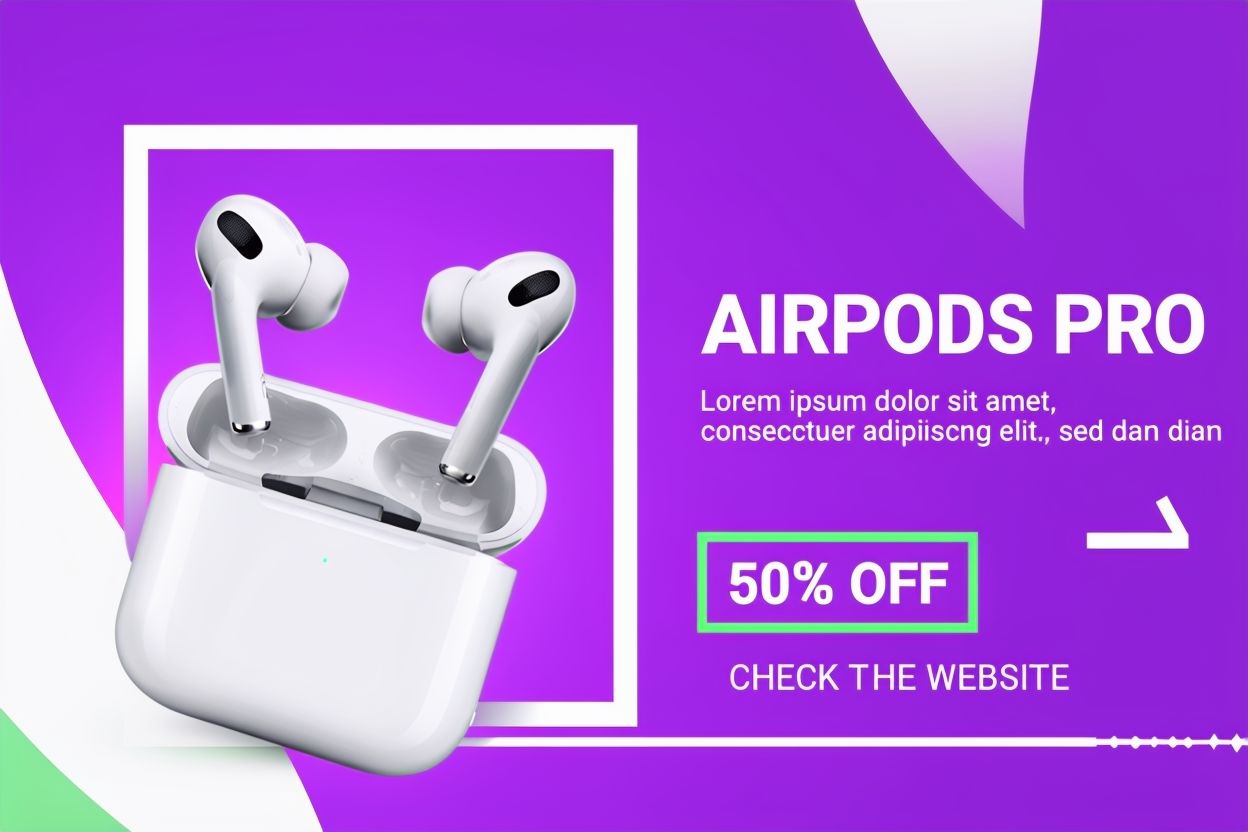 AIRPODS PRO
Lorem ipsum dolor sit amet,
consecctuer adipiiscng elit., sed dan dian
50% OFF
CHECK THE WEBSITE